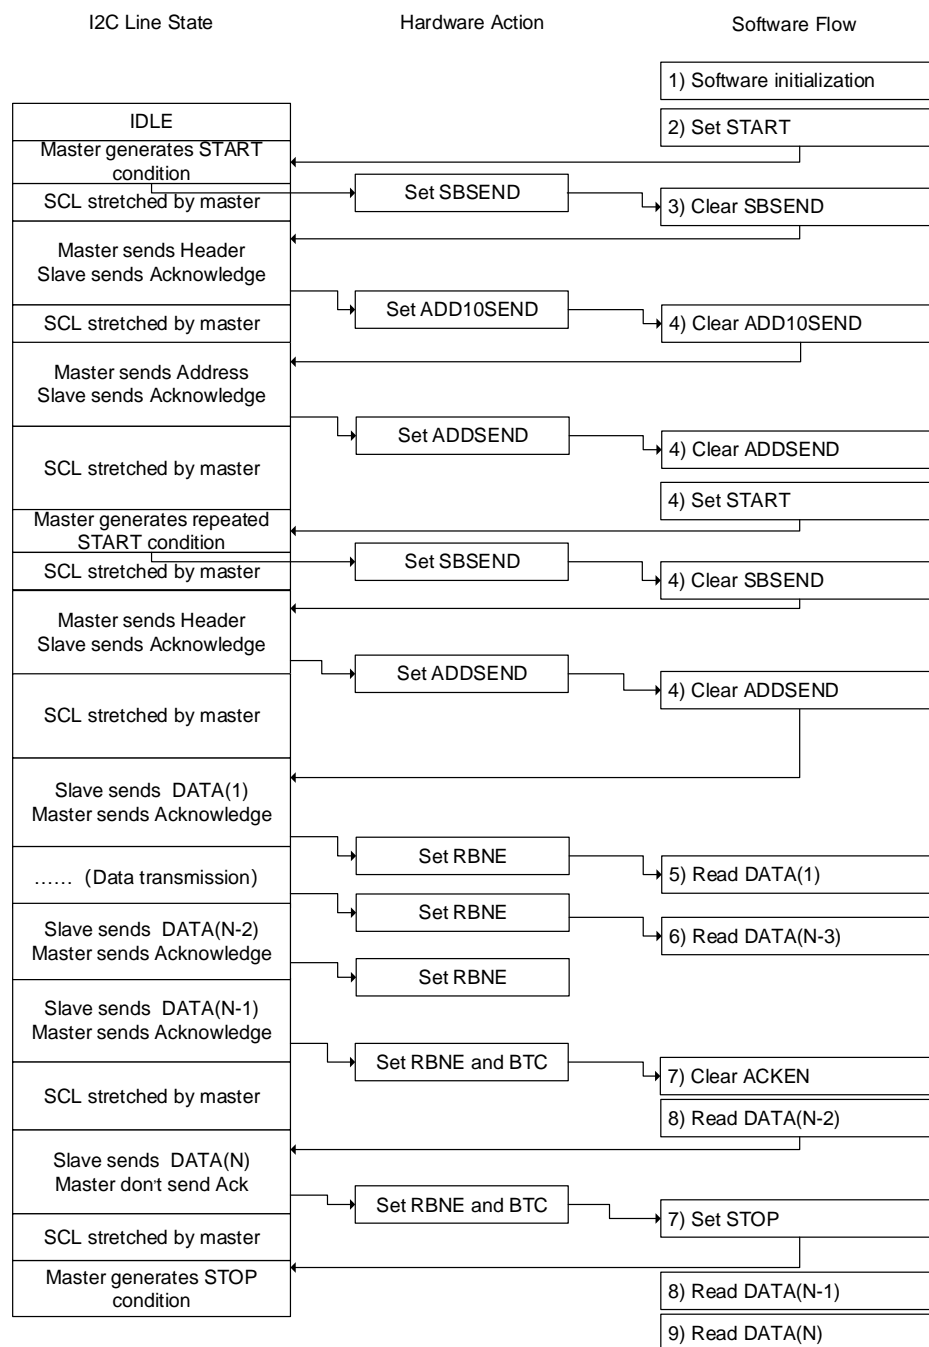 I2C Line State
Hardware Action
Software Flow
1) Software initialization
IDLE
2) Set START
Master generates START
condition
Set SBSEND
SCL stretched by master
3) Clear SBSEND
Master sends Header
Slave sends Acknowledge
Set ADD10SEND
SCL stretched by master
4) Clear ADD10SEND
Master sends Address
Slave sends Acknowledge
Set ADDSEND
4) Clear ADDSEND
SCL stretched by master
4) Set START
Master generates repeated
START condition
Set SBSEND
SCL stretched by master
4) Clear SBSEND
Master sends Header
Slave sends Acknowledge
Set ADDSEND
4) Clear ADDSEND
SCL stretched by master
Slave sends DATA(1)
Master sends Acknowledge
Set RBNE
5) Read DATA(1)
…… (Data transmission)
Set RBNE
6) Read DATA(N-3)
Slave sends DATA(N-2)
Master sends Acknowledge
Set RBNE
Slave sends DATA(N-1)
Master sends Acknowledge
Set RBNE and BTC
7) Clear ACKEN
SCL stretched by master
8) Read DATA(N-2)
Slave sends DATA(N)
Master don't send Ack
Set RBNE and BTC
7) Set STOP
SCL stretched by master
Master generates STOP
condition
8) Read DATA(N-1)
9) Read DATA(N)